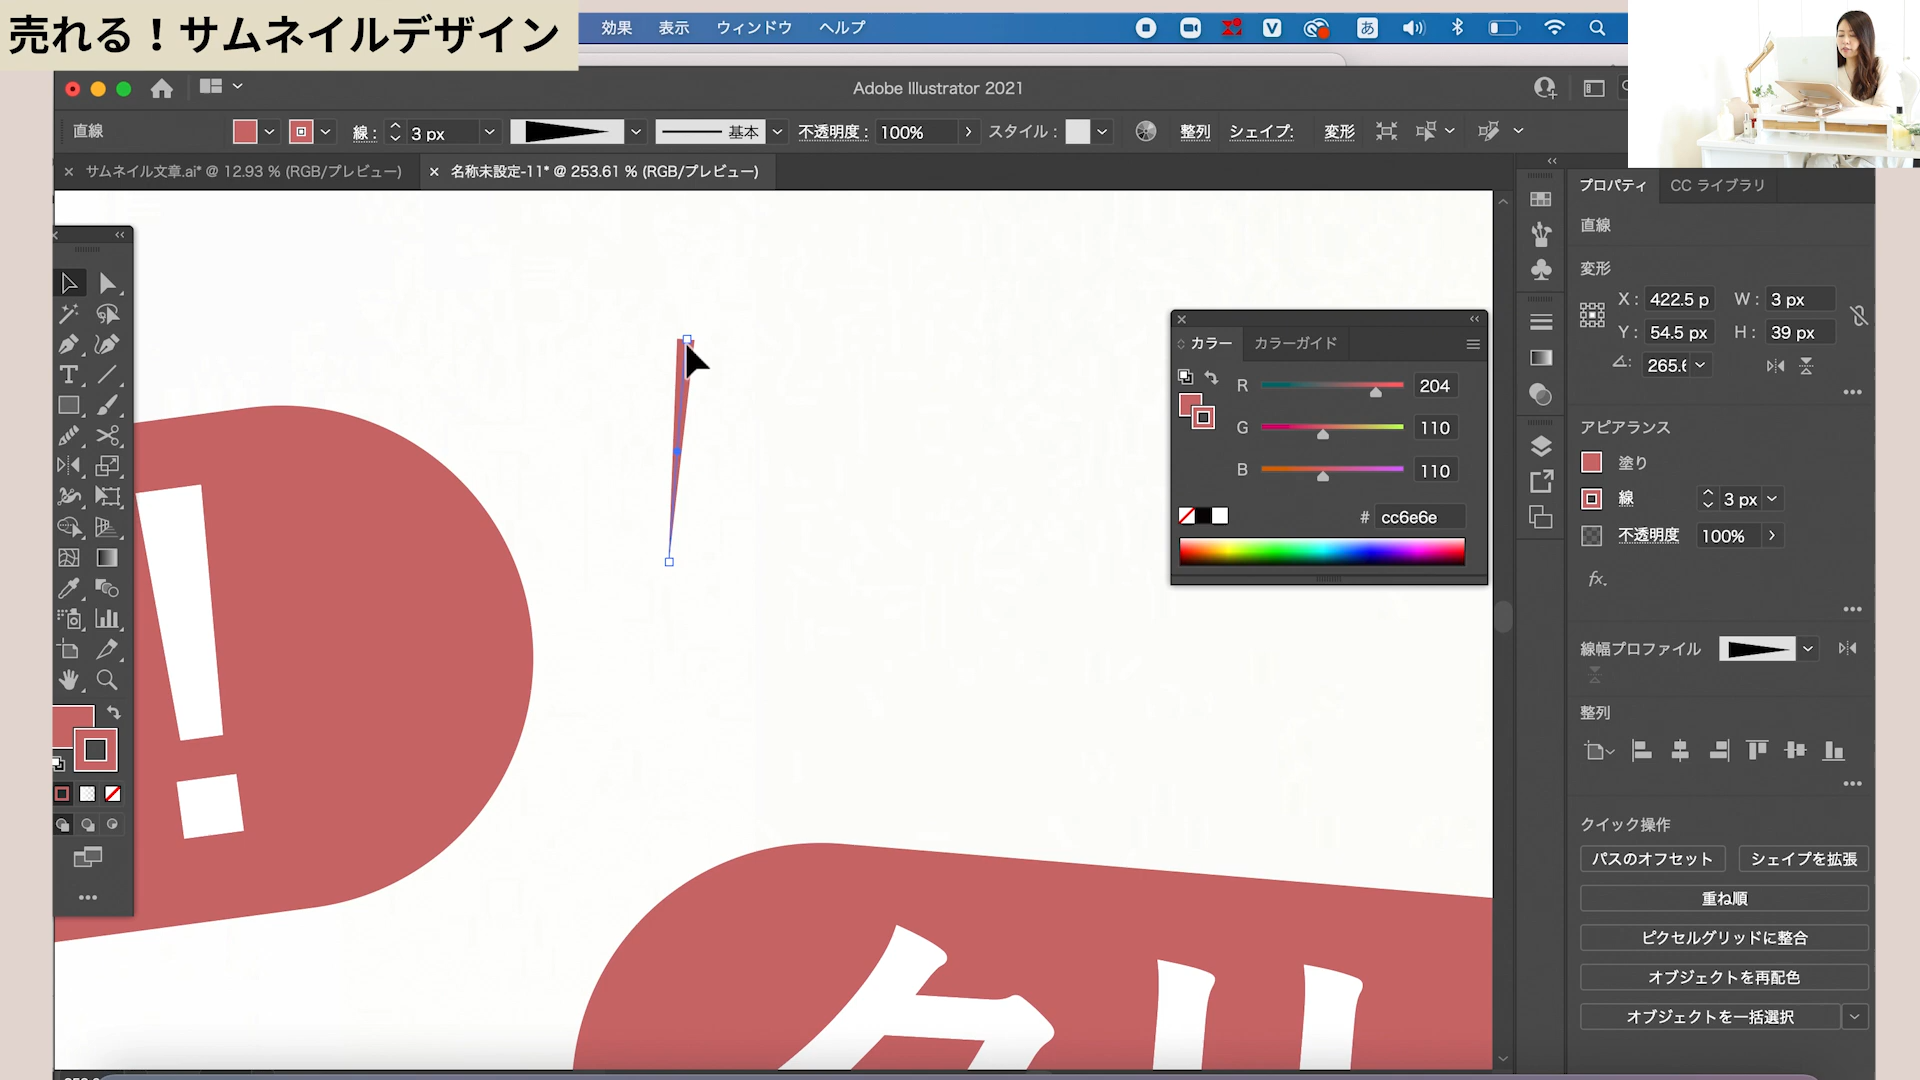 売れる！サムネイルデザイン
効果 表示 ウィンドウ ヘルプ
あ
Adobe Illustrator 2021
直線 線： 3 px 基本 不透明度： 100% スタイル： 整列 シェイプ： 変形
サムネイル文章.ai* @ 12.93 % (RGB/プレビュー)
名称未設定-11* @ 253.61 % (RGB/プレビュー)
プロパティ CC ライブラリ
直線
変形
X： 422.5 p W： 3 px
Y： 54.5 px H： 39 px
アピアランス
塗り
線 3 px
不透明度 100%
fx.
線幅プロファイル
整列
クイック操作
パスのオフセット シェイプを拡張
重ね順
ピクセルグリッドに整合
オブジェクトを再配色
オブジェクトを一括選択
カラー カラーガイド
R 204
G 110
B 110
# cc6e6e
!
クリ